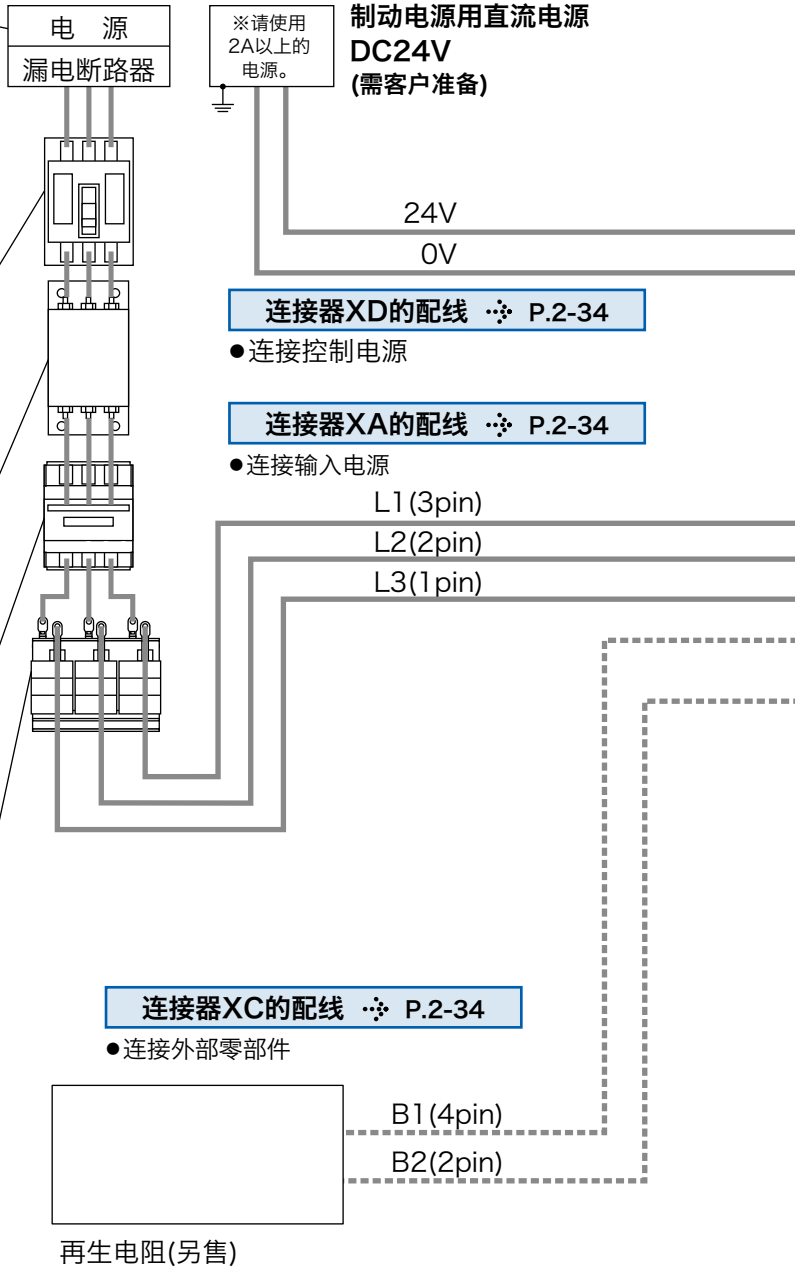 电 源
漏电断路器
※请使用
2A以上的
电源。
制动电源用直流电源
DC24V
(需客户准备)
24V
0V
连接器XD的配线 P.2-34
●连接控制电源
连接器XA的配线 P.2-34
●连接输入电源
L1(3pin)
L2(2pin)
L3(1pin)
连接器XC的配线 P.2-34
●连接外部零部件
B1(4pin)
B2(2pin)
再生电阻(另售)